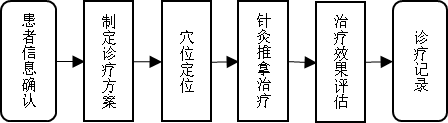 患者信息确认
制定诊疗方案
穴位定位
针灸推拿治疗
治疗效果评估
诊疗记录